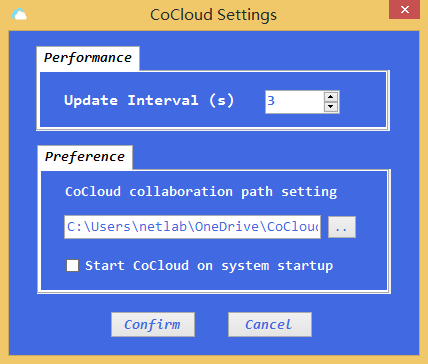 CoCloud Settings
Performance
Update Interval (s) 3
Preference
CoCloud collaboration path setting
C:\Users\netlab\OneDrive\CoCloud ..
Start CoCloud on system startup
Confirm Cancel